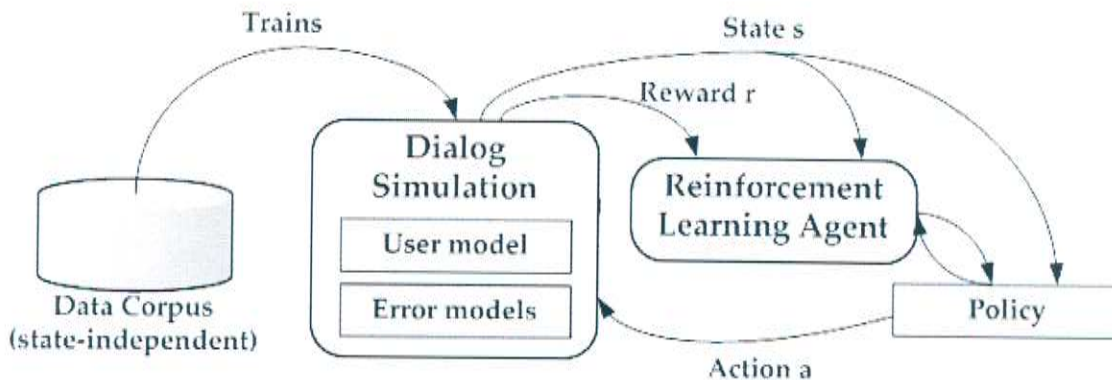 Trains
State s
Reward r
Dialog
Simulation
User model
Error models
Reinforcement
Learning Agent
Data Corpus
(state-independent)
Policy
Action a